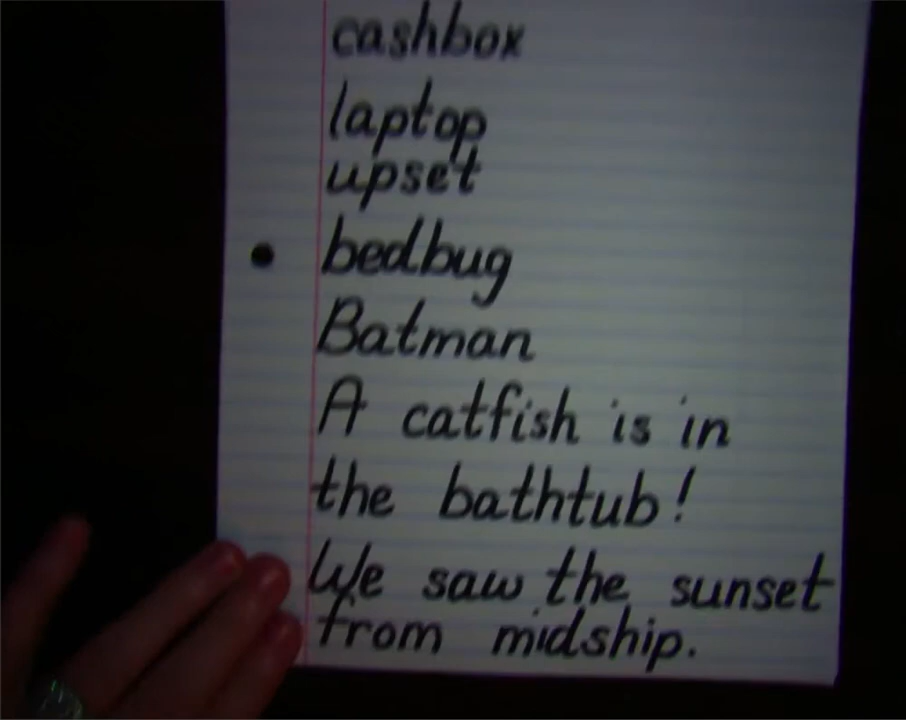 cashbox
laptop
upset
bedbug
Batman
A catfish is in
the bathtub!
We saw the sunset
from midship.